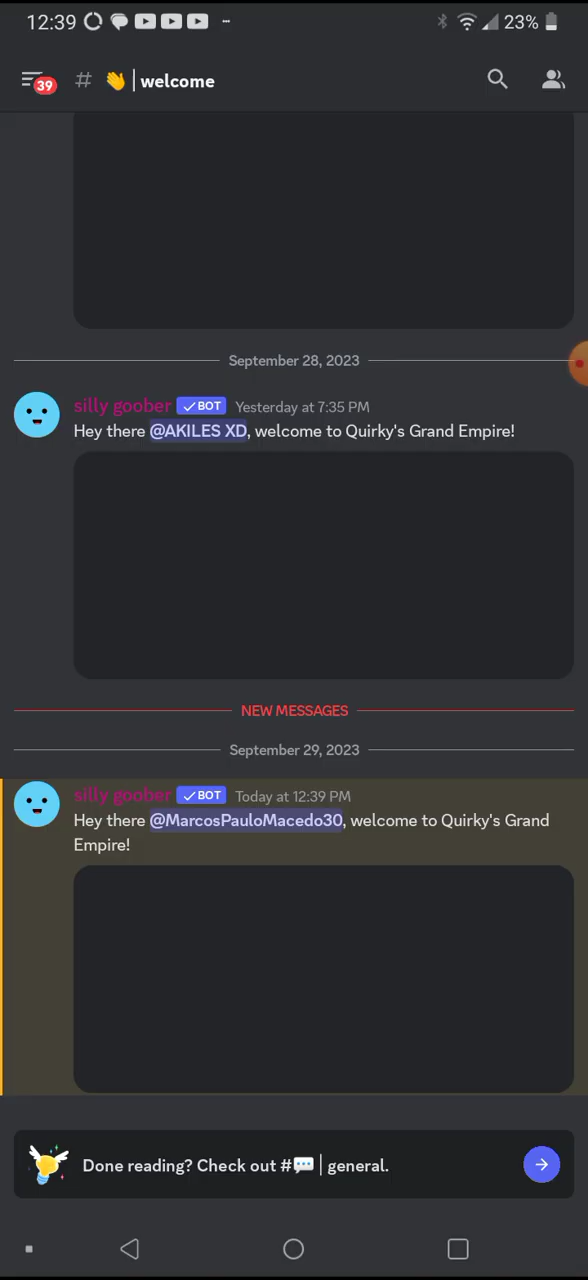 12:39 23%
39 # 👋 | welcome
September 28, 2023
silly goober ✓BOT Yesterday at 7:35 PM
Hey there @AKILES XD, welcome to Quirky's Grand Empire!
NEW MESSAGES
September 29, 2023
silly goober ✓BOT Today at 12:39 PM
Hey there @MarcosPauloMacedo30, welcome to Quirky's Grand
Empire!
Done reading? Check out #💬 | general.